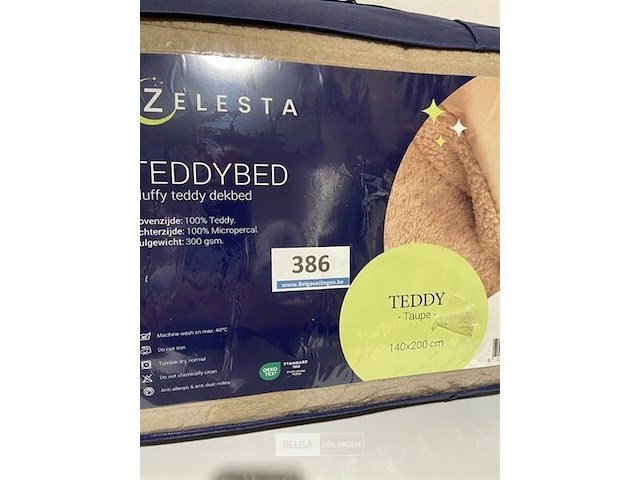 ZELESTA
TEDDYBED
luffy teddy dekbed
ovenzijde: 100% Teddy.
chterzijde: 100% Micropercal.
ulgewicht: 300 gsm.
386
www.Belgaveilingen.be
TEDDY
- Taupe -
140x200 cm
Machine wash on max. 40°C
Do not iron
Tumble dry, normal
Do not chemically clean
Anti allergic & anti dust-mites
OEKO
TEX®
STANDARD
100
BELGA VEILINGEN